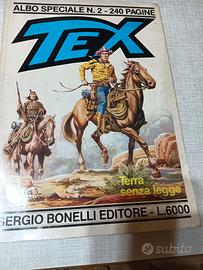 ALBO SPECIALE N. 2 - 240 PAGINE
TEX
Terra
senza legge
SERGIO BONELLI EDITORE - L. 6000
subito